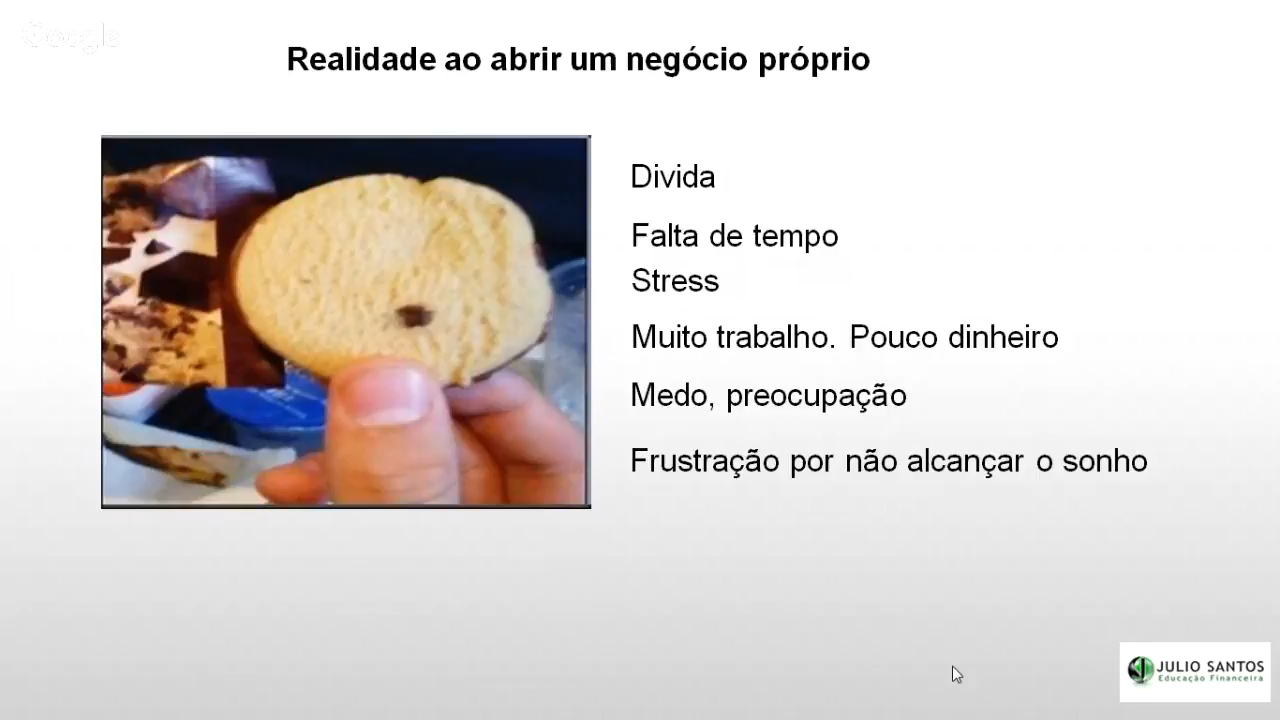 Google
Realidade ao abrir um negócio próprio
Divida
Falta de tempo
Stress
Muito trabalho. Pouco dinheiro
Medo, preocupação
Frustração por não alcançar o sonho
JULIO SANTOS
Educação Financeira